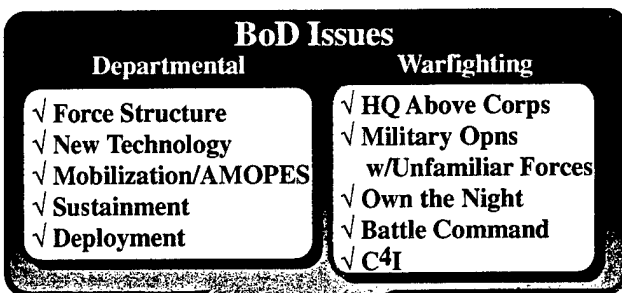 BoD Issues
Departmental
√ Force Structure
√ New Technology
√ Mobilization/AMOPES
√ Sustainment
√ Deployment
Warfighting
√ HQ Above Corps
√ Military Opns
w/Unfamiliar Forces
√ Own the Night
√ Battle Command
√ C4I